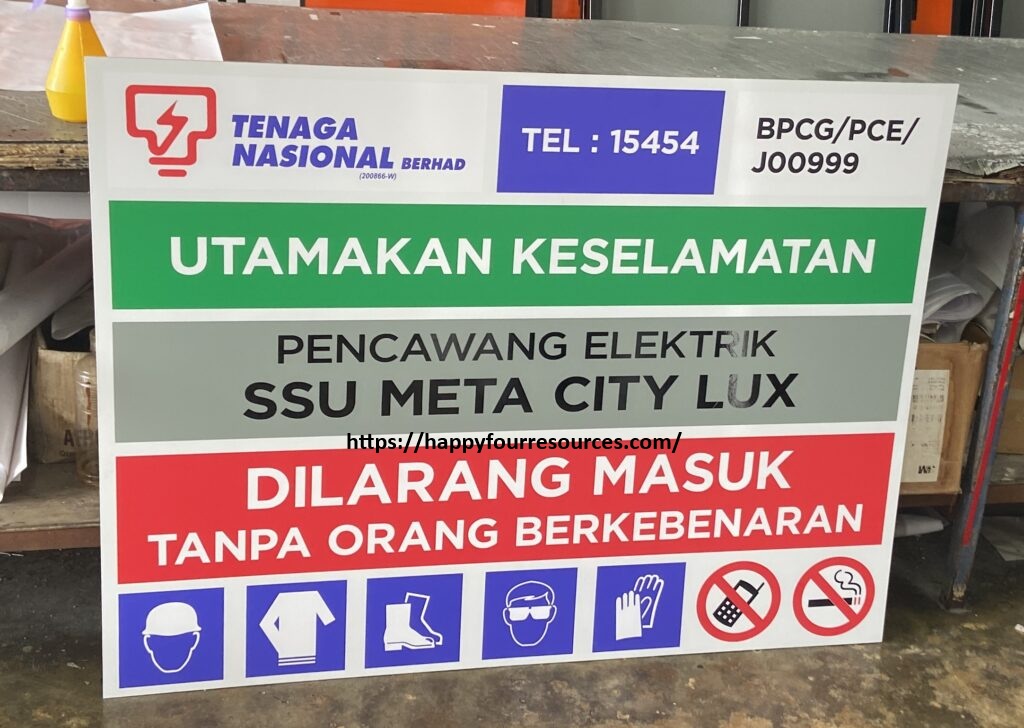 TENAGA
NASIONAL BERHAD
(200866-W)
TEL : 15454
BPCG/PCE/
J00999
UTAMAKAN KESELAMATAN
PENCAWANG ELEKTRIK
SSU META CITY LUX
https://happyfourresources.com/
DILARANG MASUK
TANPA ORANG BERKEBENARAN